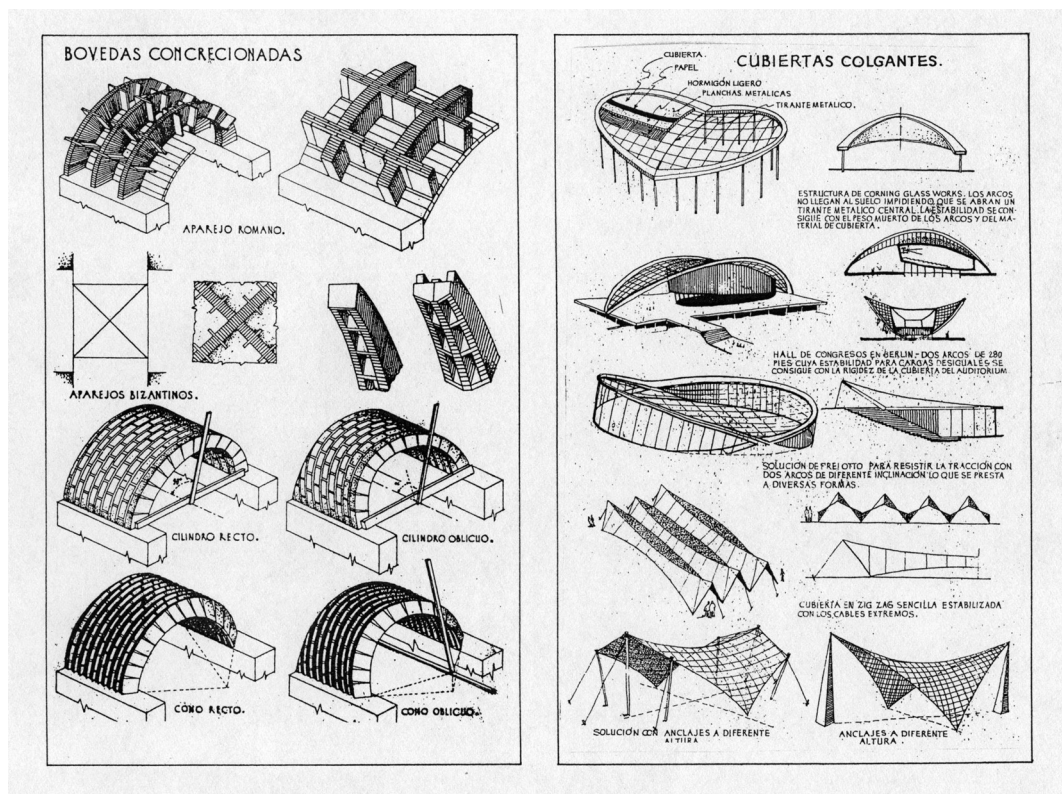 BOVEDAS CONCRECIONADAS
APAREJO ROMANO.
APAREJOS BIZANTINOS.
CILINDRO RECTO.
CILINDRO OBLICUO.
CONO RECTO.
CONO OBLICUO.
CUBIERTAS COLGANTES.
CUBIERTA.
PAPEL
HORMIGÓN LIGERO
PLANCHAS METALICAS
TIRANTE METALICO.
ESTRUCTURA DE CORNING GLASS WORKS. LOS ARCOS
NO LLEGAN AL SUELO IMPIDIENDO QUE SE ABRAN UN
TIRANTE METALICO CENTRAL. LA ESTABILIDAD SE CON-
SIGUE CON EL PESO MUERTO DE LOS ARCOS Y DEL MA-
TERIAL DE CUBIERTA.
HALL DE CONGRESOS EN BERLIN.- DOS ARCOS DE 280
PIES CUYA ESTABILIDAD PARA CARGAS DESIGUALES SE
CONSIGUE CON LA RIGIDEZ DE LA CUBIERTA DEL AUDITORIUM.
SOLUCIÓN DE FREI OTTO PARA RESISTIR LA TRACCIÓN CON
DOS ARCOS DE DIFERENTE INCLINACIÓN LO QUE SE PRESTA
A DIVERSAS FORMAS.
CUBIERTA EN ZIG ZAG SENCILLA ESTABILIZADA
CON LOS CABLES EXTREMOS.
SOLUCIÓN CON ANCLAJES A DIFERENTE
ALTURA
ANCLAJES A DIFERENTE
ALTURA.